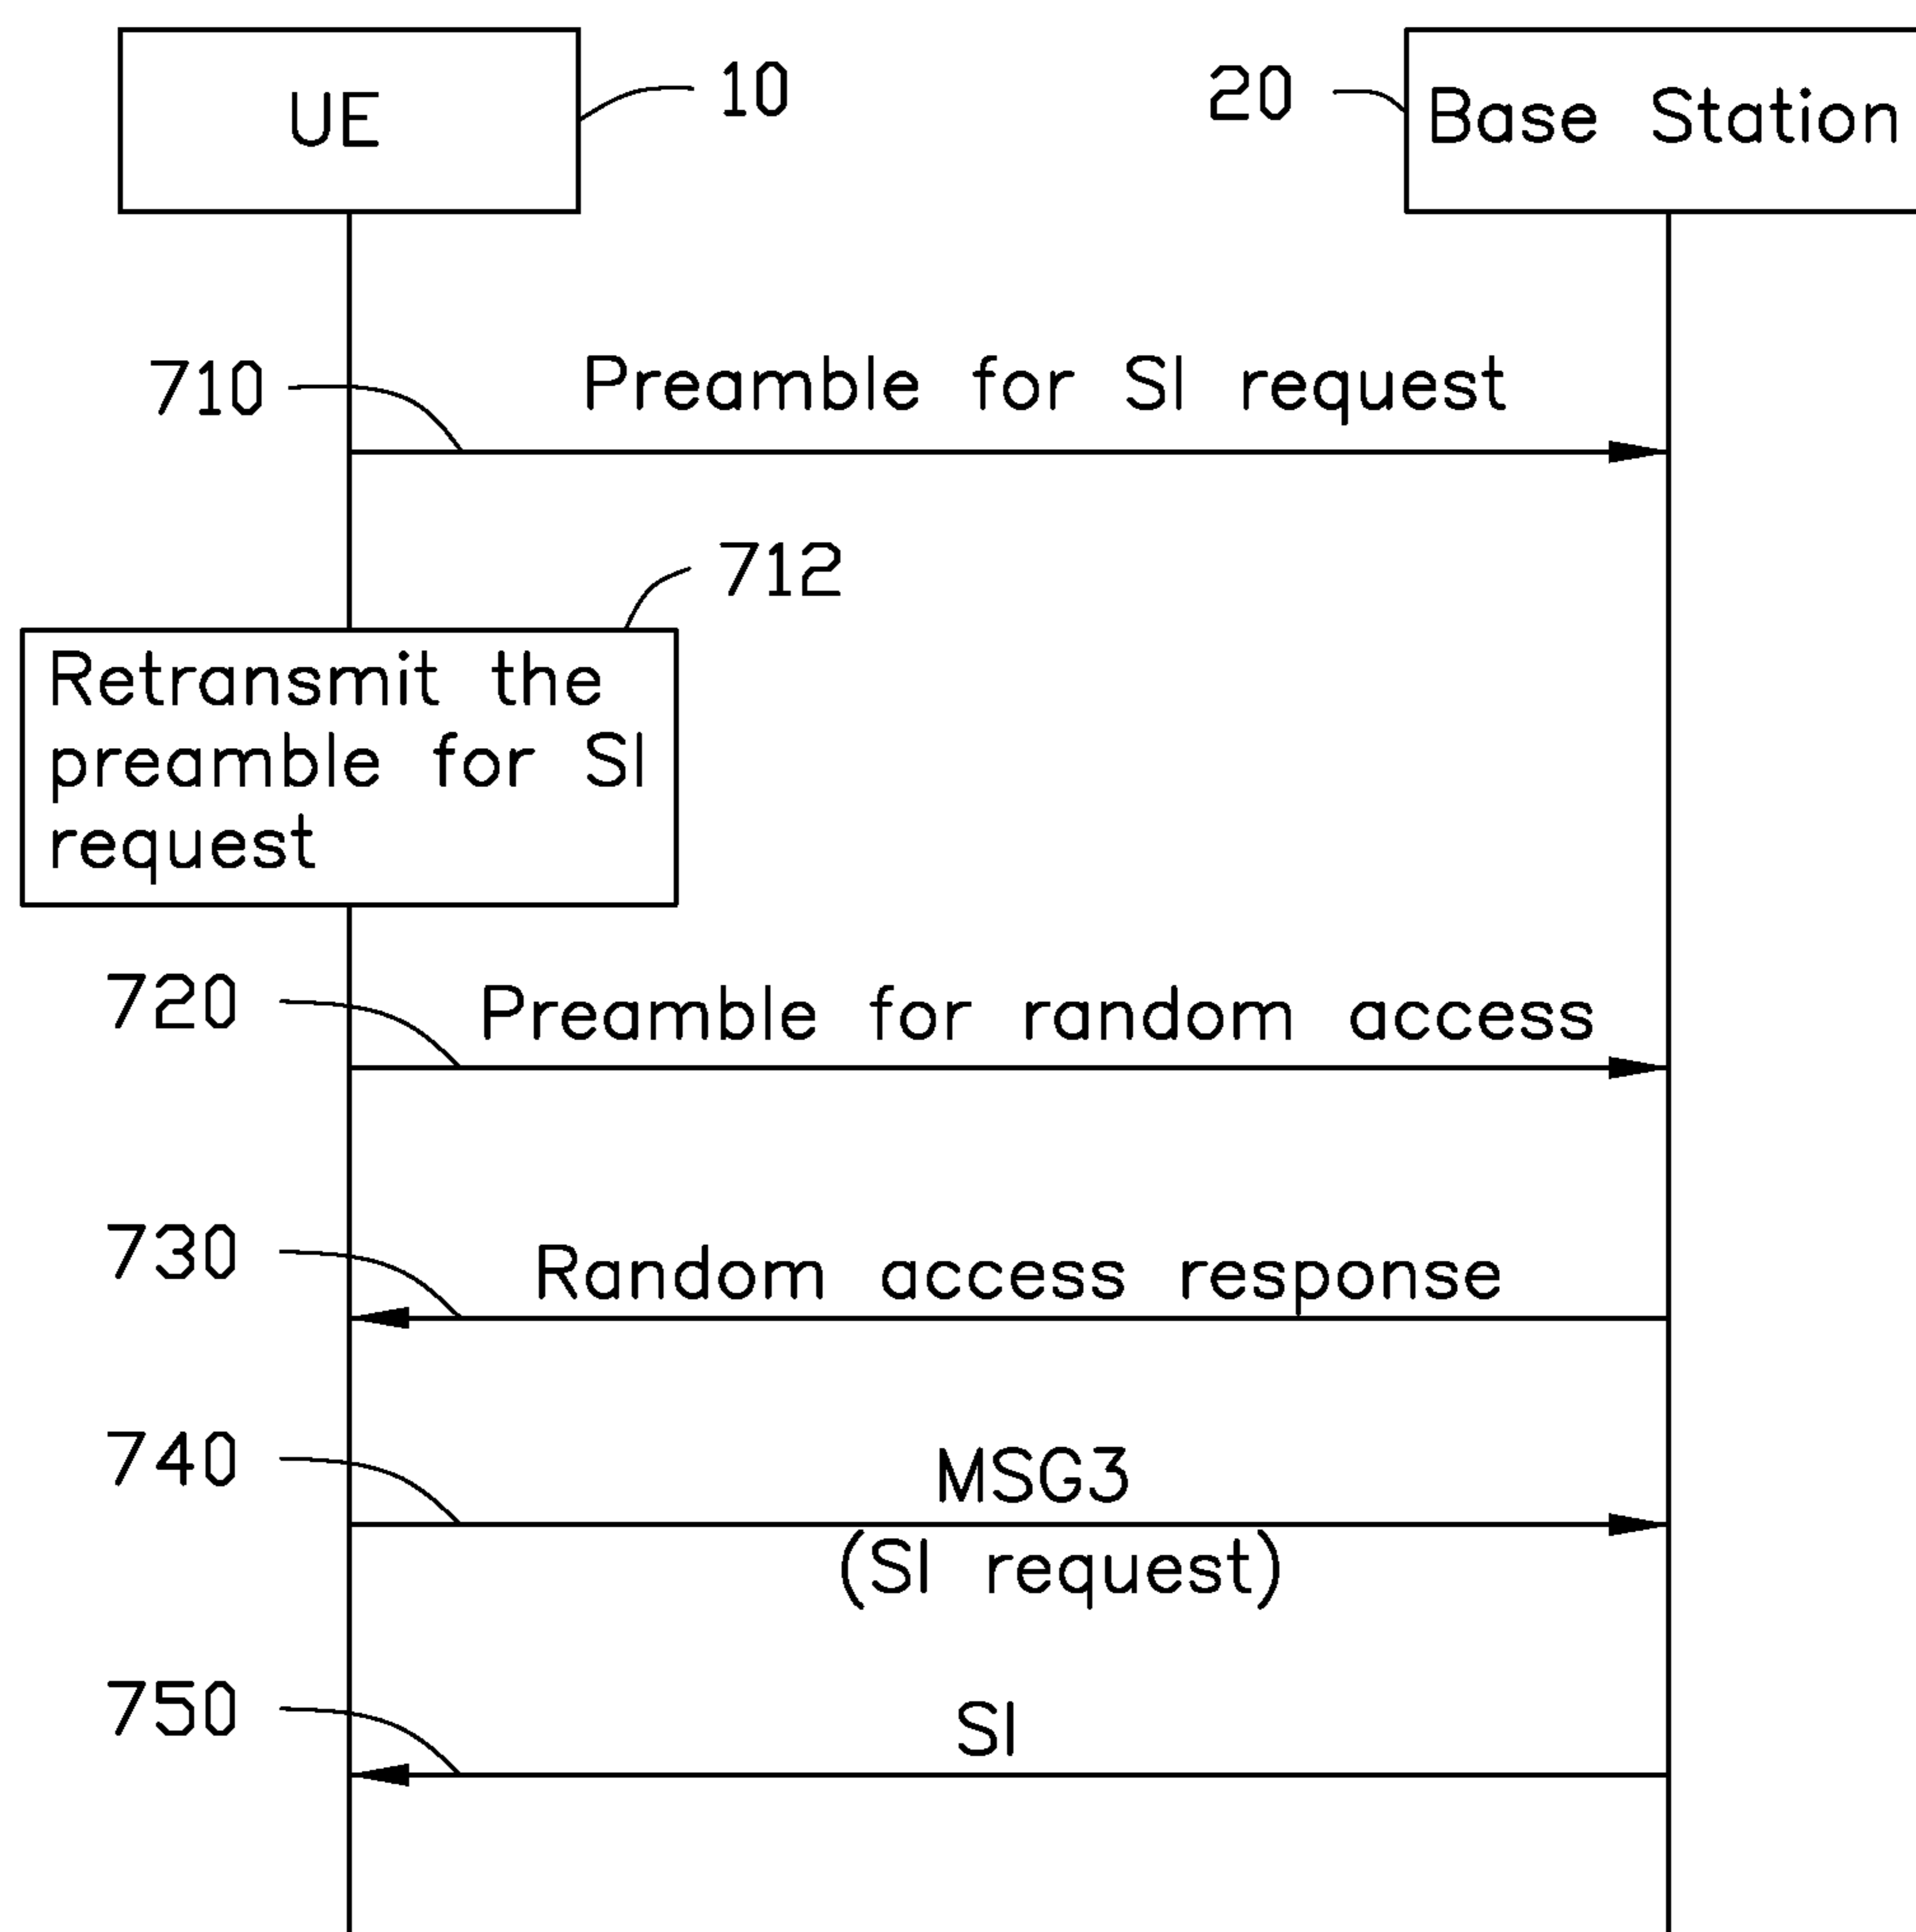 UE
10
20
Base Station
710
Preamble for SI request
712
Retransmit the
preamble for SI
request
720
Preamble for random access
730
Random access response
740
MSG3
(SI request)
750
SI